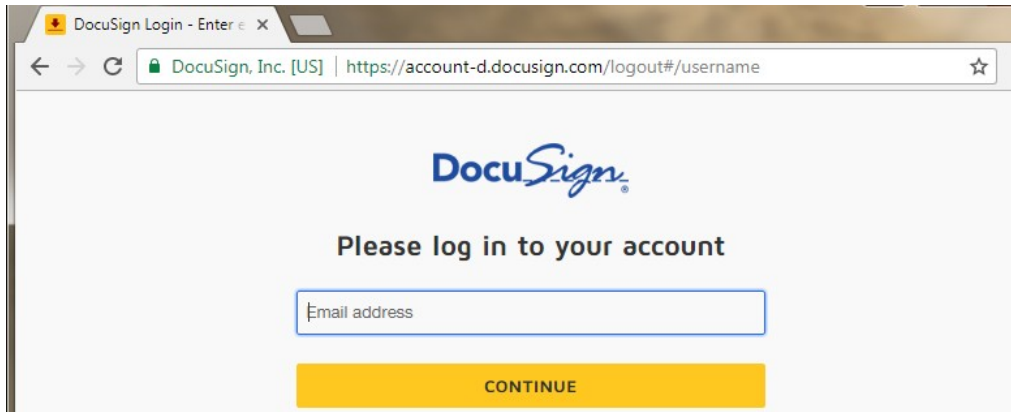 DocuSign Login - Enter e
DocuSign, Inc. [US] | https://account-d.docusign.com/logout#/username
DocuSign®
Please log in to your account
Email address
CONTINUE